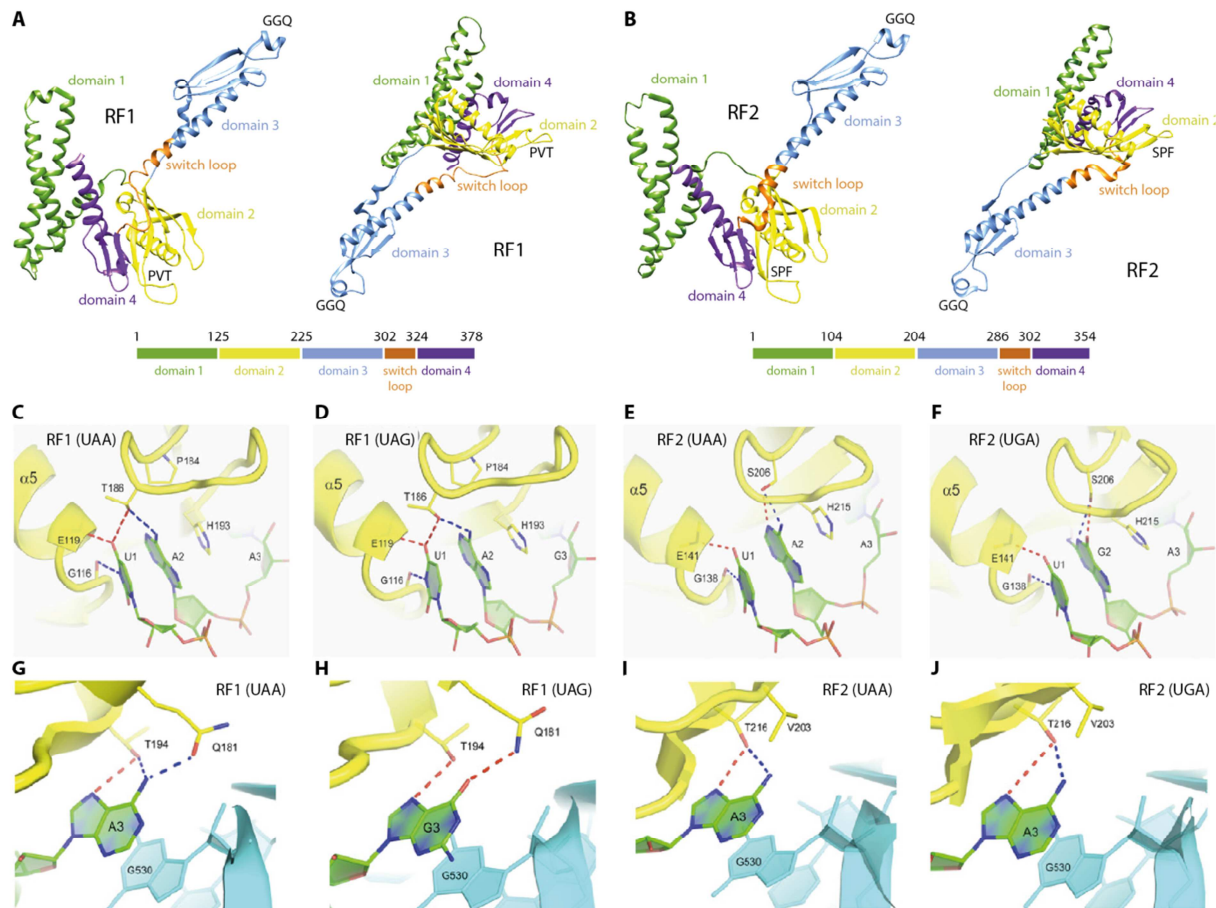 A
GGQ
domain 1
RF1
domain 3
switch loop
domain 2
PVT
domain 4
domain 1
domain 4
domain 2
PVT
switch loop
domain 3
RF1
GGQ
1 125 225 302 324 378
domain 1 domain 2 domain 3 switch loop domain 4
B
GGQ
domain 1
RF2
domain 3
switch loop
domain 2
SPF
domain 4
domain 4
domain 1
domain 2
SPF
switch loop
domain 3
RF2
GGQ
1 104 204 286 302 354
domain 1 domain 2 domain 3 switch loop domain 4
C
RF1 (UAA)
P184
α5
T186
H193
E119
U1
A2
A3
G116
D
RF1 (UAG)
P184
α5
T186
H193
E119
U1
A2
G3
G116
E
RF2 (UAA)
S206
α5
H215
E141
U1
A2
A3
G138
F
RF2 (UGA)
S206
α5
H215
E141
U1
G2
A3
G138
G
RF1 (UAA)
T194
Q181
A3
G530
H
RF1 (UAG)
T194
Q181
G3
G530
I
RF2 (UAA)
T216
V203
A3
G530
J
RF2 (UGA)
T216
V203
A3
G530